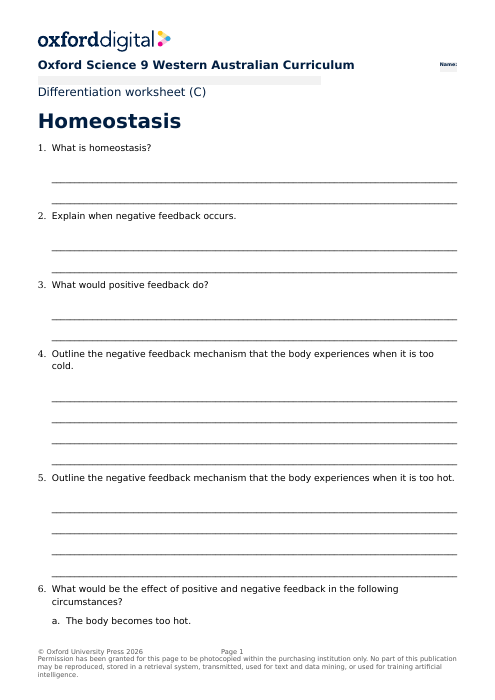 oxforddigital
Oxford Science 9 Western Australian Curriculum
Name:
Differentiation worksheet (C)
Homeostasis
1. What is homeostasis?
2. Explain when negative feedback occurs.
3. What would positive feedback do?
4. Outline the negative feedback mechanism that the body experiences when it is too
cold.
5. Outline the negative feedback mechanism that the body experiences when it is too hot.
6. What would be the effect of positive and negative feedback in the following
circumstances?
a. The body becomes too hot.
© Oxford University Press 2026 Page 1
Permission has been granted for this page to be photocopied within the purchasing institution only. No part of this publication
may be reproduced, stored in a retrieval system, transmitted, used for text and data mining, or used for training artificial
intelligence.